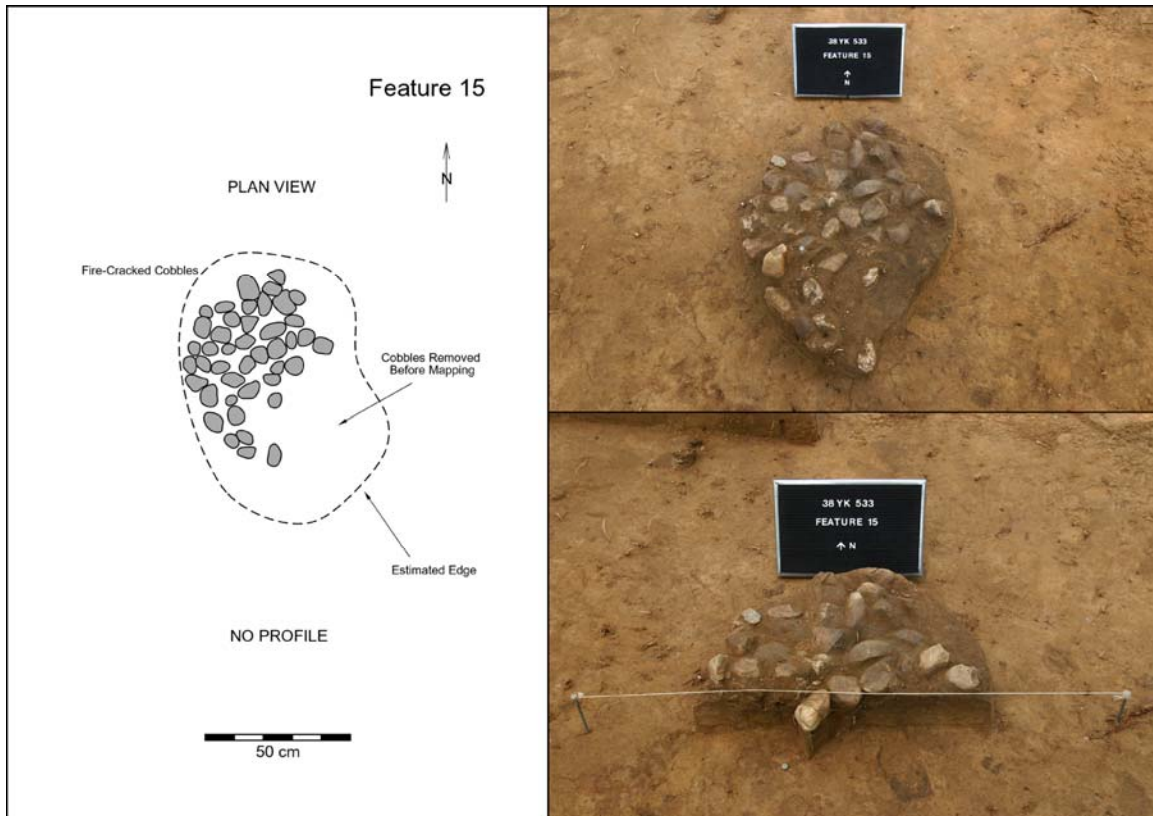 Feature 15
N
PLAN VIEW
Fire-Cracked Cobbles
Cobbles Removed
Before Mapping
Estimated Edge
NO PROFILE
50 cm
38 YK 533
FEATURE 15
↑
N
38 YK 533
FEATURE 15
↑ N